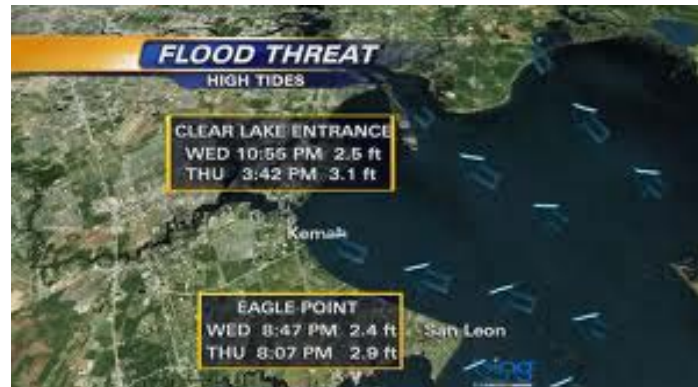 FLOOD THREAT
HIGH TIDES
CLEAR LAKE ENTRANCE
WED 10:55 PM 2.5 ft
THU 3:42 PM 3.1 ft
Kemah
EAGLE POINT
WED 8:47 PM 2.4 ft
THU 8:07 PM 2.9 ft
San Leon
bing